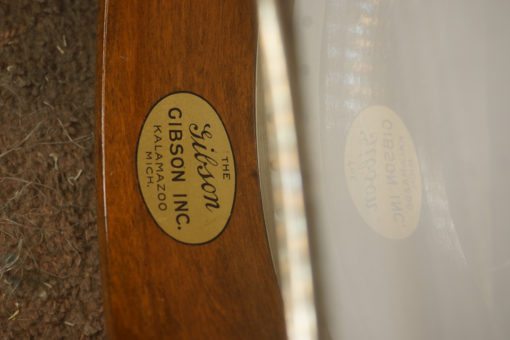 THE
Gibson
GIBSON INC.
KALAMAZOO
MICH.